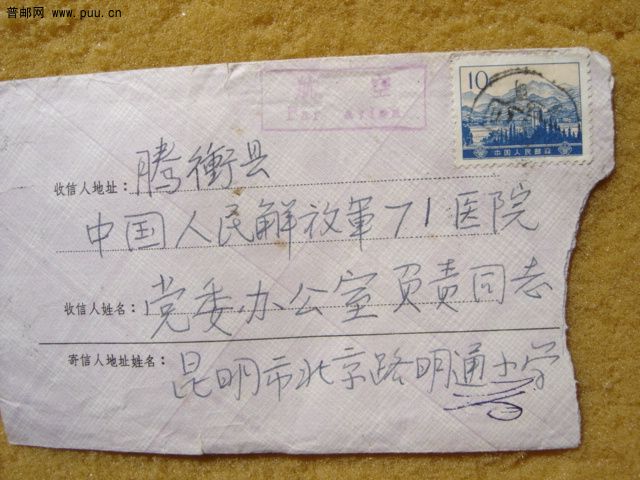 普邮网 www.puu.cn
航空
Par avion
10
中国人民邮政
收信人地址: 腾衝县
中国人民解放軍71医院
收信人姓名: 党委办公室负责同志
寄信人地址姓名: 昆明市北京路明通小学